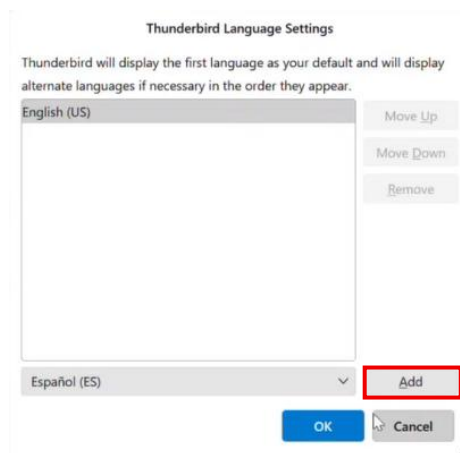 Thunderbird Language Settings
Thunderbird will display the first language as your default and will display
alternate languages if necessary in the order they appear.
English (US)
Move Up
Move Down
Remove
Español (ES)
Add
OK
Cancel